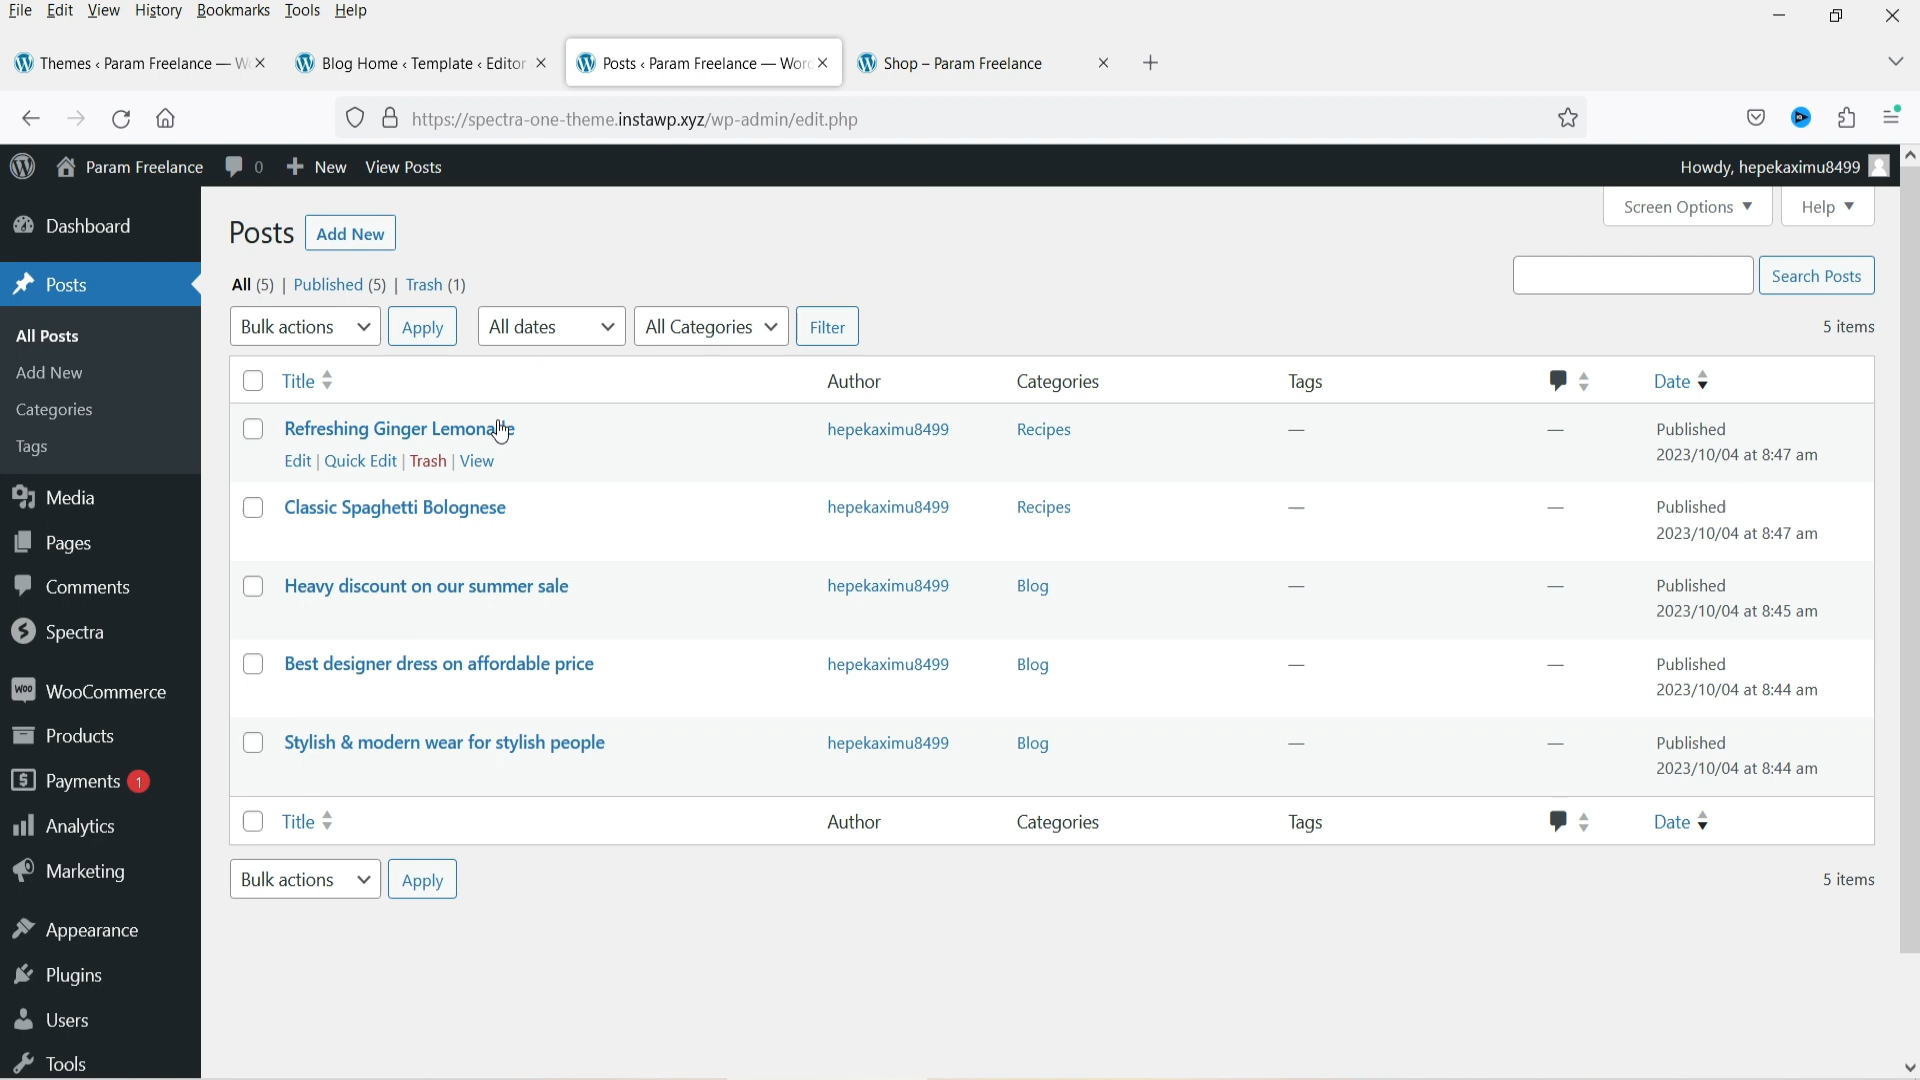 File Edit View History Bookmarks Tools Help
Themes ‹ Param Freelance — W
Blog Home ‹ Template ‹ Editor
Posts ‹ Param Freelance — Word
Shop – Param Freelance
https://spectra-one-theme.instawp.xyz/wp-admin/edit.php
Param Freelance 0 New View Posts
Howdy, hepekaximu8499
Dashboard
Posts
All Posts
Add New
Categories
Tags
Media
Pages
Comments
Spectra
WooCommerce
Products
Payments 1
Analytics
Marketing
Appearance
Plugins
Users
Tools
Screen Options Help
Posts Add New
All (5) | Published (5) | Trash (1)
Search Posts
Bulk actions Apply All dates All Categories Filter 5 items
Title Author Categories Tags Date
Refreshing Ginger Lemonade hepekaximu8499 Recipes — — Published
2023/10/04 at 8:47 am
Edit | Quick Edit | Trash | View
Classic Spaghetti Bolognese hepekaximu8499 Recipes — — Published
2023/10/04 at 8:47 am
Heavy discount on our summer sale hepekaximu8499 Blog — — Published
2023/10/04 at 8:45 am
Best designer dress on affordable price hepekaximu8499 Blog — — Published
2023/10/04 at 8:44 am
Stylish & modern wear for stylish people hepekaximu8499 Blog — — Published
2023/10/04 at 8:44 am
Title Author Categories Tags Date
Bulk actions Apply 5 items